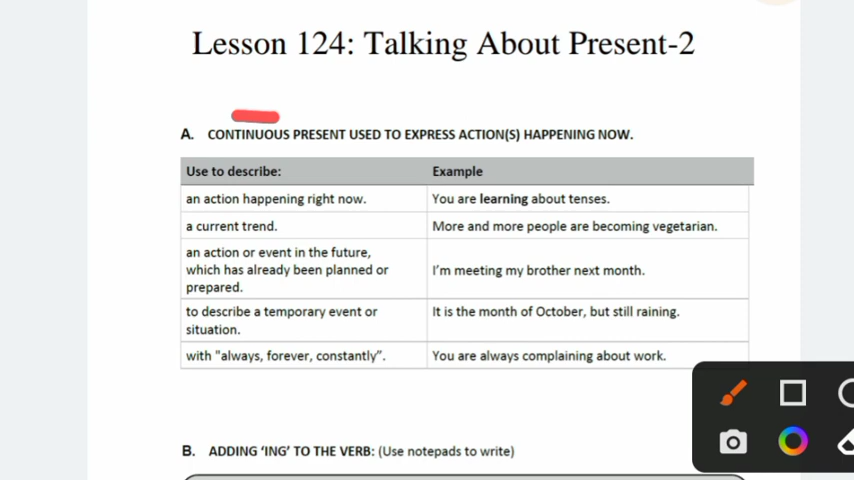 Lesson 124: Talking About Present-2
A. CONTINUOUS PRESENT USED TO EXPRESS ACTION(S) HAPPENING NOW.
Use to describe: Example
an action happening right now. You are learning about tenses.
a current trend. More and more people are becoming vegetarian.
an action or event in the future,
which has already been planned or
prepared.
I'm meeting my brother next month.
to describe a temporary event or
situation.
It is the month of October, but still raining.
with "always, forever, constantly". You are always complaining about work.
B. ADDING 'ING' TO THE VERB: (Use notepads to write)